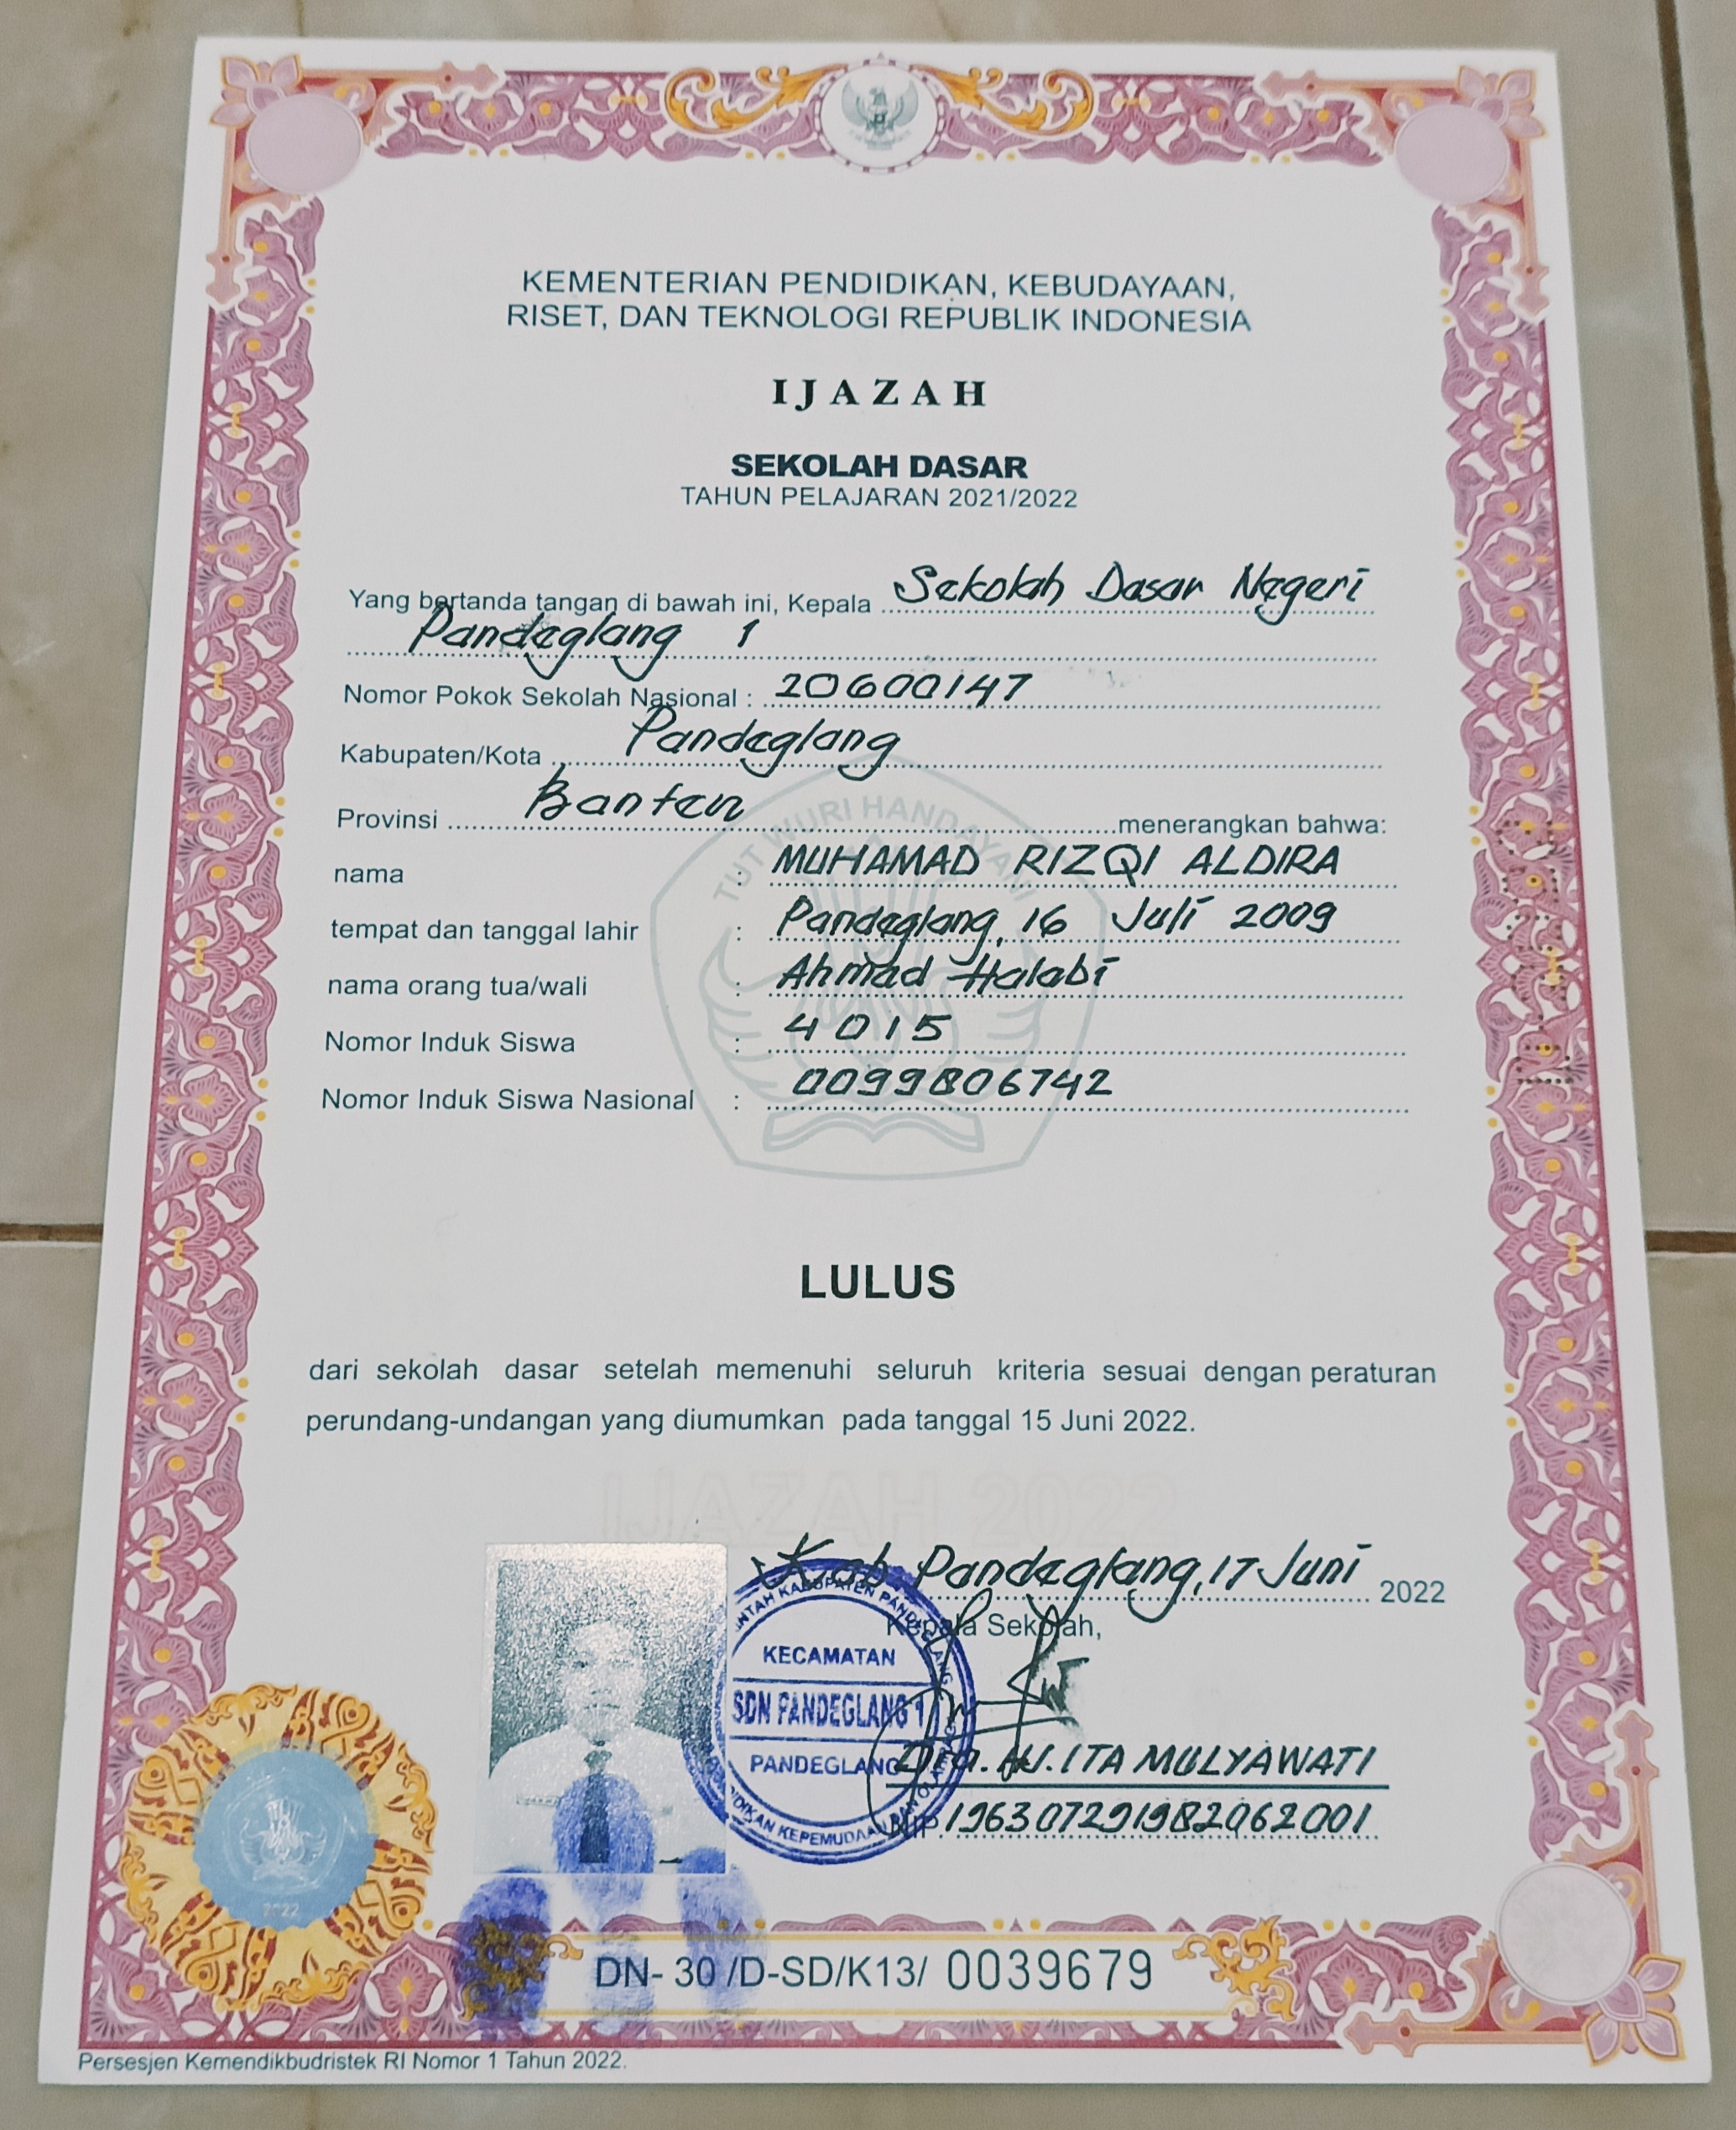 KEMENTERIAN PENDIDIKAN, KEBUDAYAAN,
RISET, DAN TEKNOLOGI REPUBLIK INDONESIA
IJAZAH
SEKOLAH DASAR
TAHUN PELAJARAN 2021/2022
Yang bertanda tangan di bawah ini, Kepala Sekolah Dasar Negeri
Pandeglang 1
Nomor Pokok Sekolah Nasional : 20600147
Kabupaten/Kota Pandeglang
Provinsi Banten menerangkan bahwa:
TUT WURI HANDAYANI
nama : MUHAMAD RIZQI ALDIRA
tempat dan tanggal lahir : Pandeglang, 16 Juli 2009
nama orang tua/wali : Ahmad Halabi
Nomor Induk Siswa : 4015
Nomor Induk Siswa Nasional : 0099806742
LULUS
dari sekolah dasar setelah memenuhi seluruh kriteria sesuai dengan peraturan
perundang-undangan yang diumumkan pada tanggal 15 Juni 2022.
IJAZAH 2022
Kab. Pandeglang, 17 Juni 2022
Kepala Sekolah,
KABUPATEN PANDEGLANG
KECAMATAN
SDN PANDEGLANG 1
PANDEGLANG
KEPEMUDAAN DAN OLAHRAGA
ITA MULYAWATI
NIP. 196307291982062001
2022
DN- 30 /D-SD/K13/ 0039679
Persesjen Kemendikbudristek RI Nomor 1 Tahun 2022.